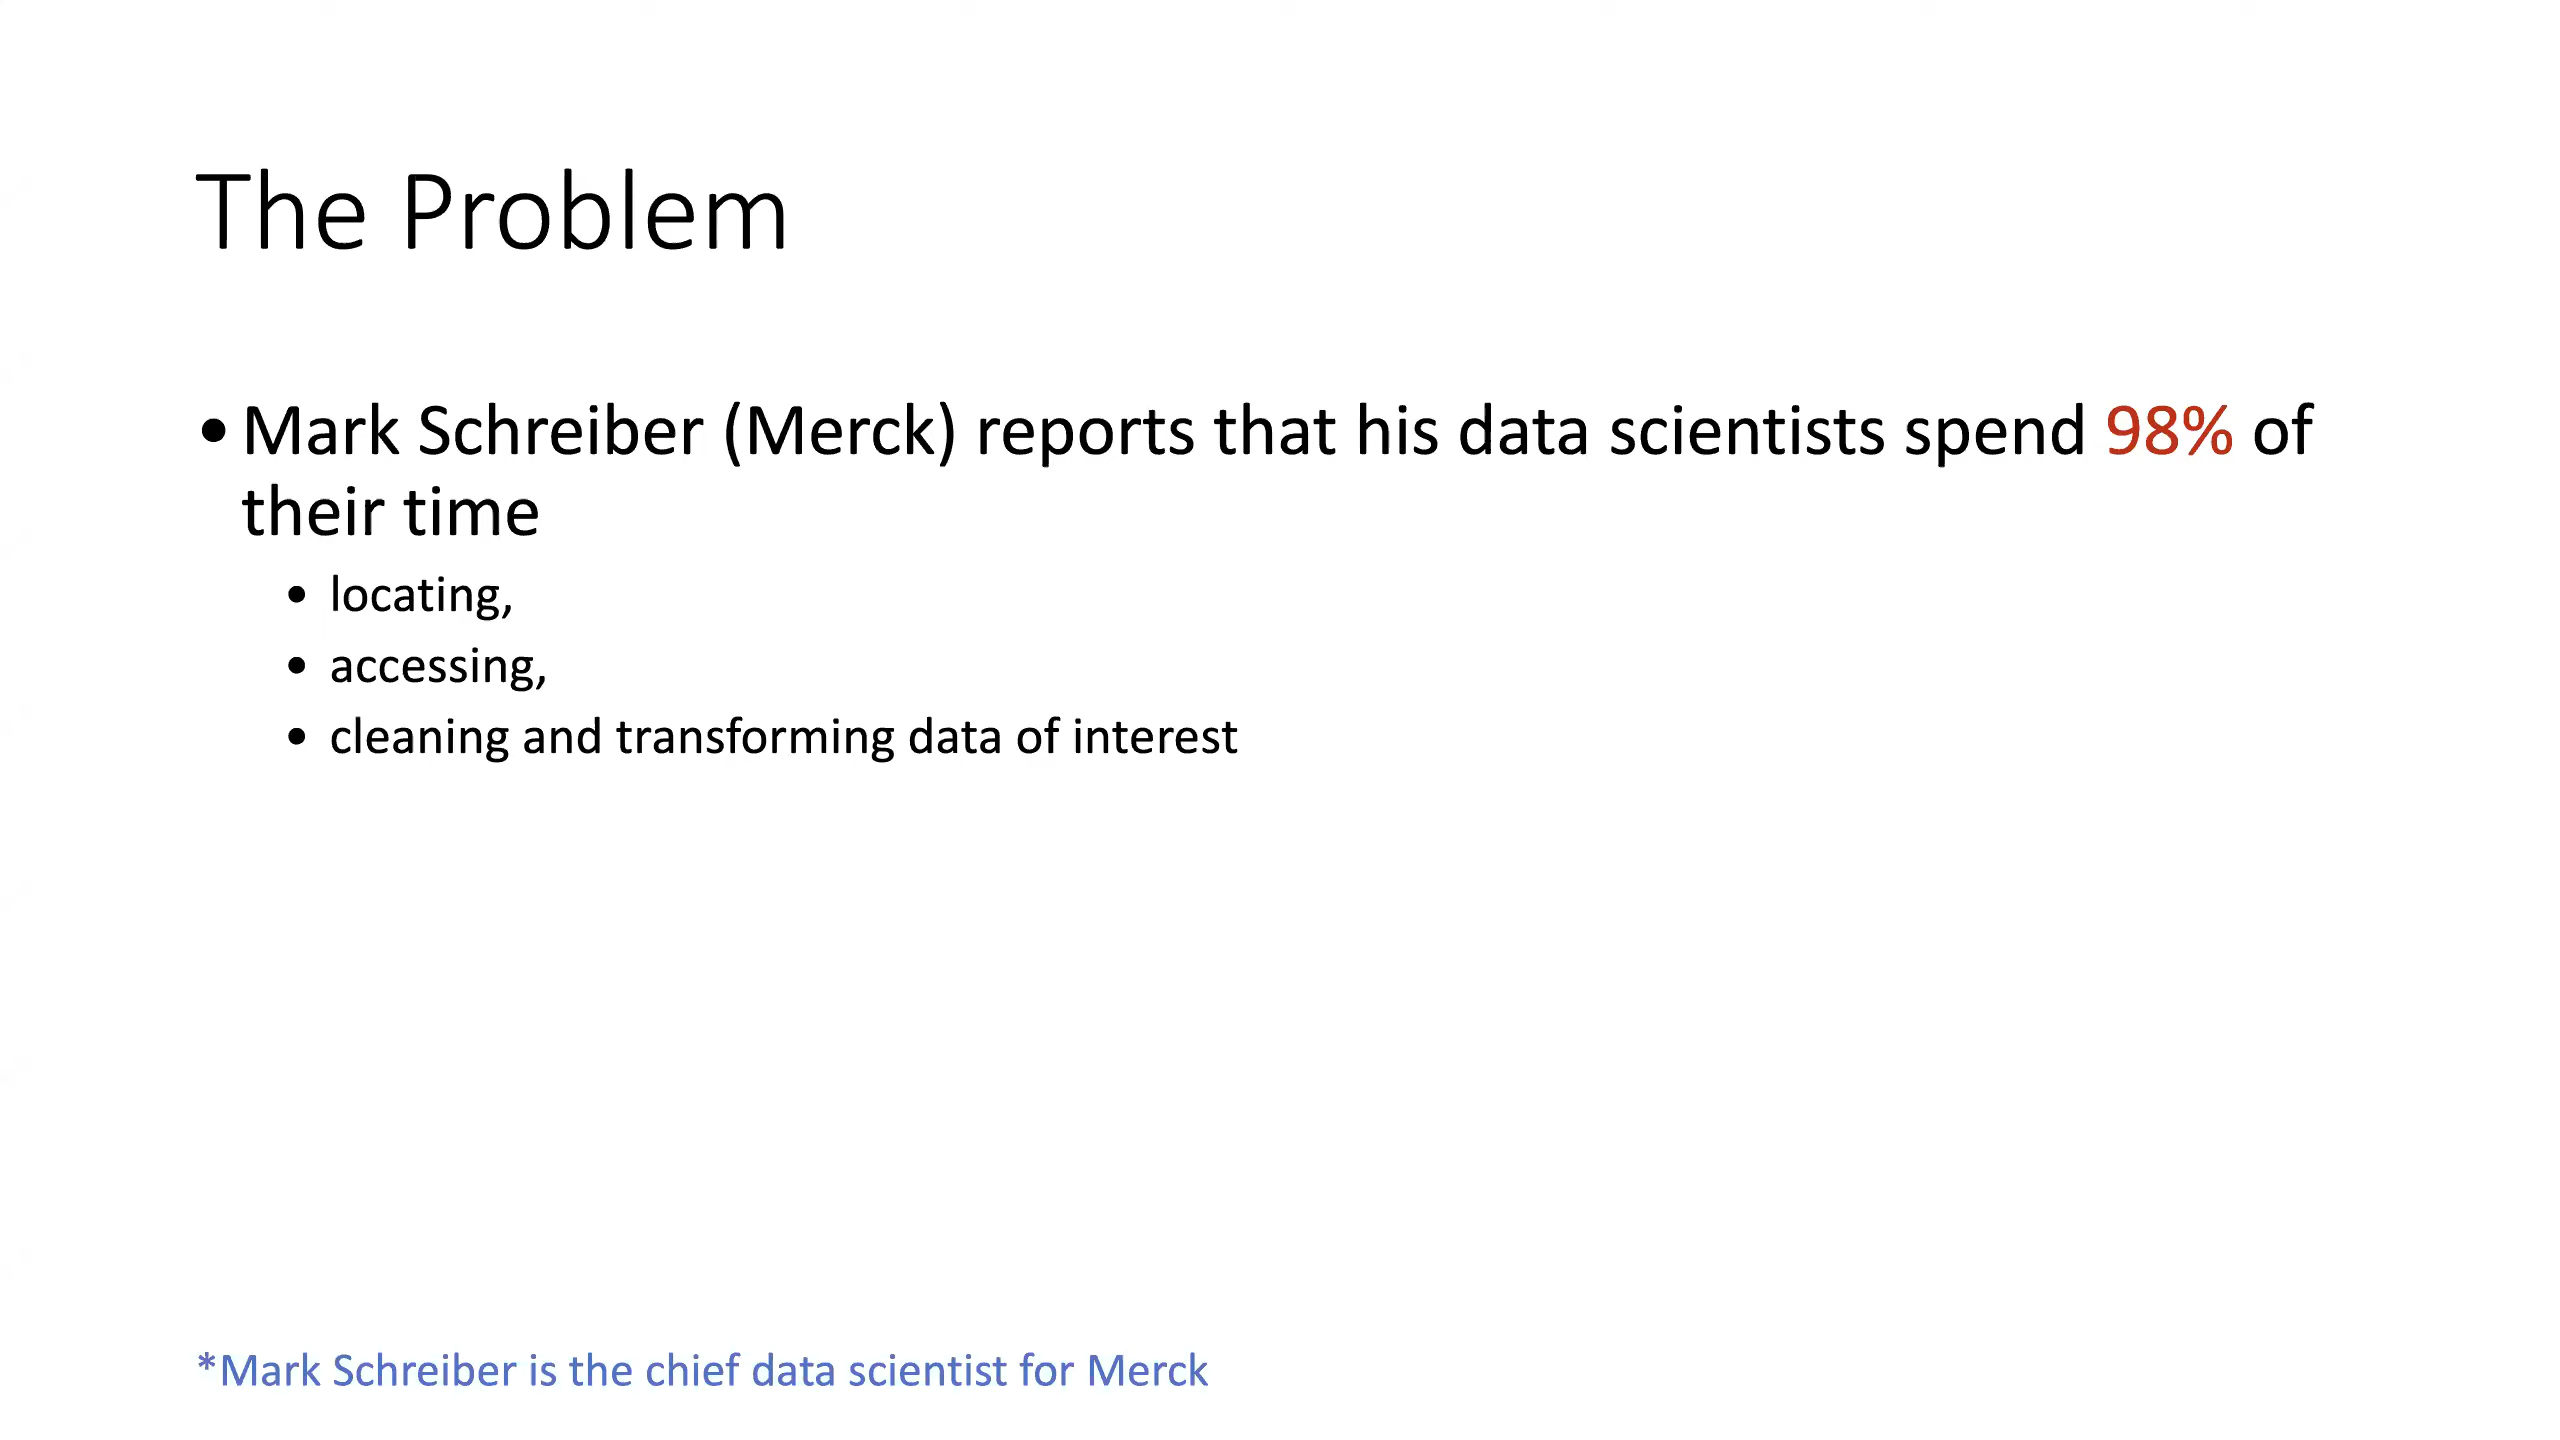 The Problem
• Mark Schreiber (Merck) reports that his data scientists spend 98% of
their time
• locating,
• accessing,
• cleaning and transforming data of interest
*Mark Schreiber is the chief data scientist for Merck